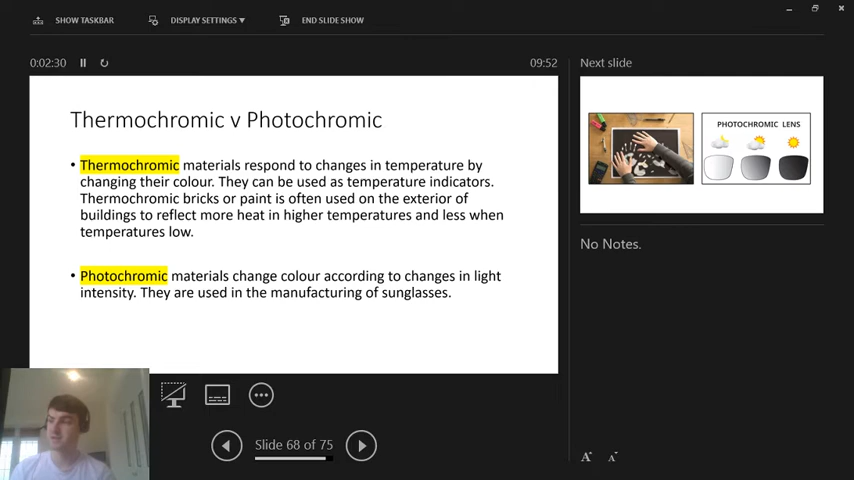 SHOW TASKBAR
DISPLAY SETTINGS ▼
END SLIDE SHOW
0:02:30
09:52
Thermochromic v Photochromic
• Thermochromic materials respond to changes in temperature by
changing their colour. They can be used as temperature indicators.
Thermochromic bricks or paint is often used on the exterior of
buildings to reflect more heat in higher temperatures and less when
temperatures low.
• Photochromic materials change colour according to changes in light
intensity. They are used in the manufacturing of sunglasses.
Slide 68 of 75
Next slide
PHOTOCHROMIC LENS
No Notes.
A A